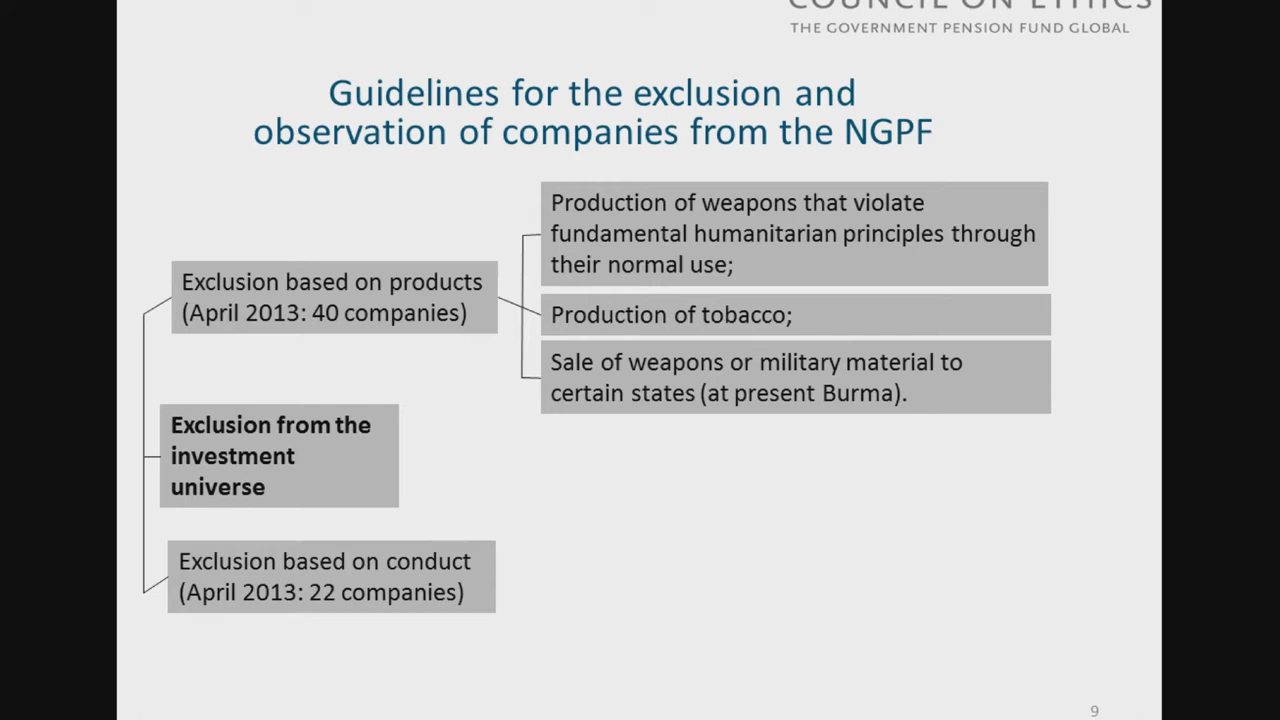 COUNCIL ON ETHICS
THE GOVERNMENT PENSION FUND GLOBAL
Guidelines for the exclusion and
observation of companies from the NGPF
Production of weapons that violate
fundamental humanitarian principles through
their normal use;
Exclusion based on products
(April 2013: 40 companies)
Production of tobacco;
Sale of weapons or military material to
certain states (at present Burma).
Exclusion from the
investment
universe
Exclusion based on conduct
(April 2013: 22 companies)
9